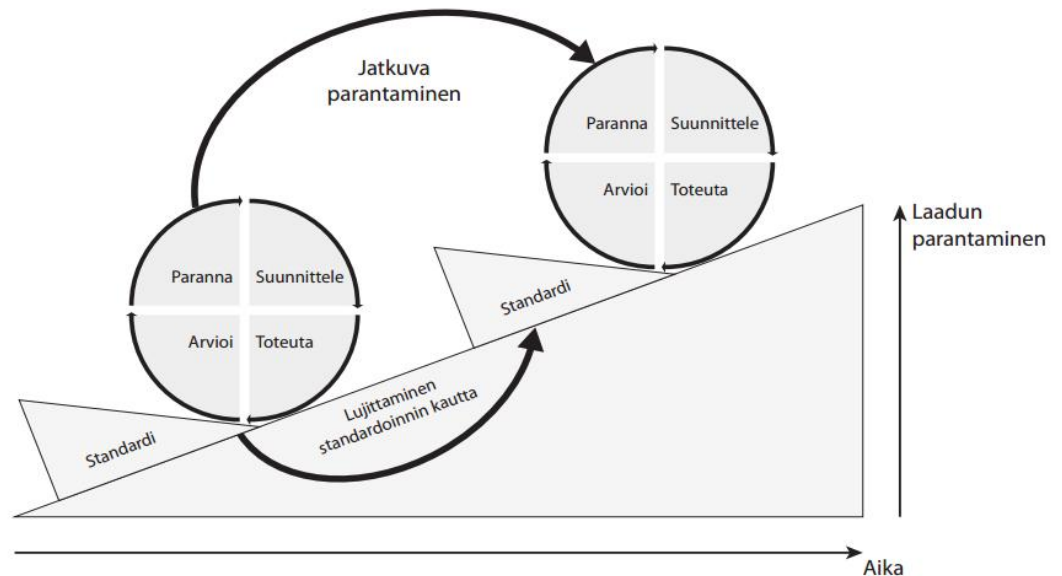 Jatkuva
parantaminen
Paranna Suunnittele
Arvioi Toteuta
Laadun
parantaminen
Paranna Suunnittele
Arvioi Toteuta
Standardi
Lujittaminen
standardoinnin kautta
Standardi
Aika